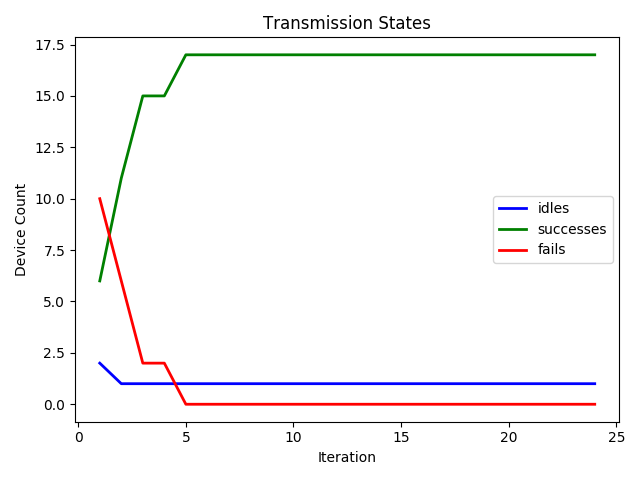 Transmission States
17.5
15.0
12.5
10.0
7.5
5.0
2.5
0.0
Device Count
idles
successes
fails
0 5 10 15 20 25
Iteration